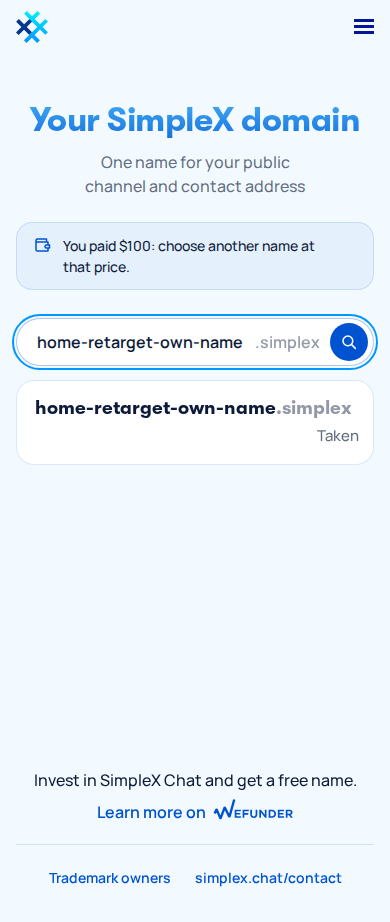 Your SimpleX domain
One name for your public
channel and contact address
You paid $100: choose another name at
that price.
home-retarget-own-name .simplex
home-retarget-own-name.simplex
Taken
Invest in SimpleX Chat and get a free name.
Learn more on WEFUNDER
Trademark owners simplex.chat/contact